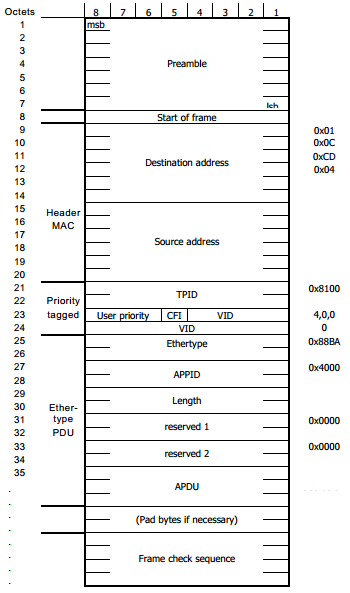 Octets 8 7 6 5 4 3 2 1
1 msb
2
3
4 Preamble
5
6
7 lsb
8 Start of frame
9 0x01
10 0x0C
11 Destination address 0xCD
12 0x04
13
14
15 Header
16 MAC
17 Source address
18
19
20
21 TPID 0x8100
22 Priority
23 tagged User priority CFI VID 4,0,0
24 VID 0
25 Ethertype 0x88BA
26
27 APPID 0x4000
28
29 Length
30 Ether-
31 type reserved 1 0x0000
32 PDU
33 reserved 2 0x0000
34
35
. APDU . . . . . .
.
. (Pad bytes if necessary)
.
.
. Frame check sequence
.
.